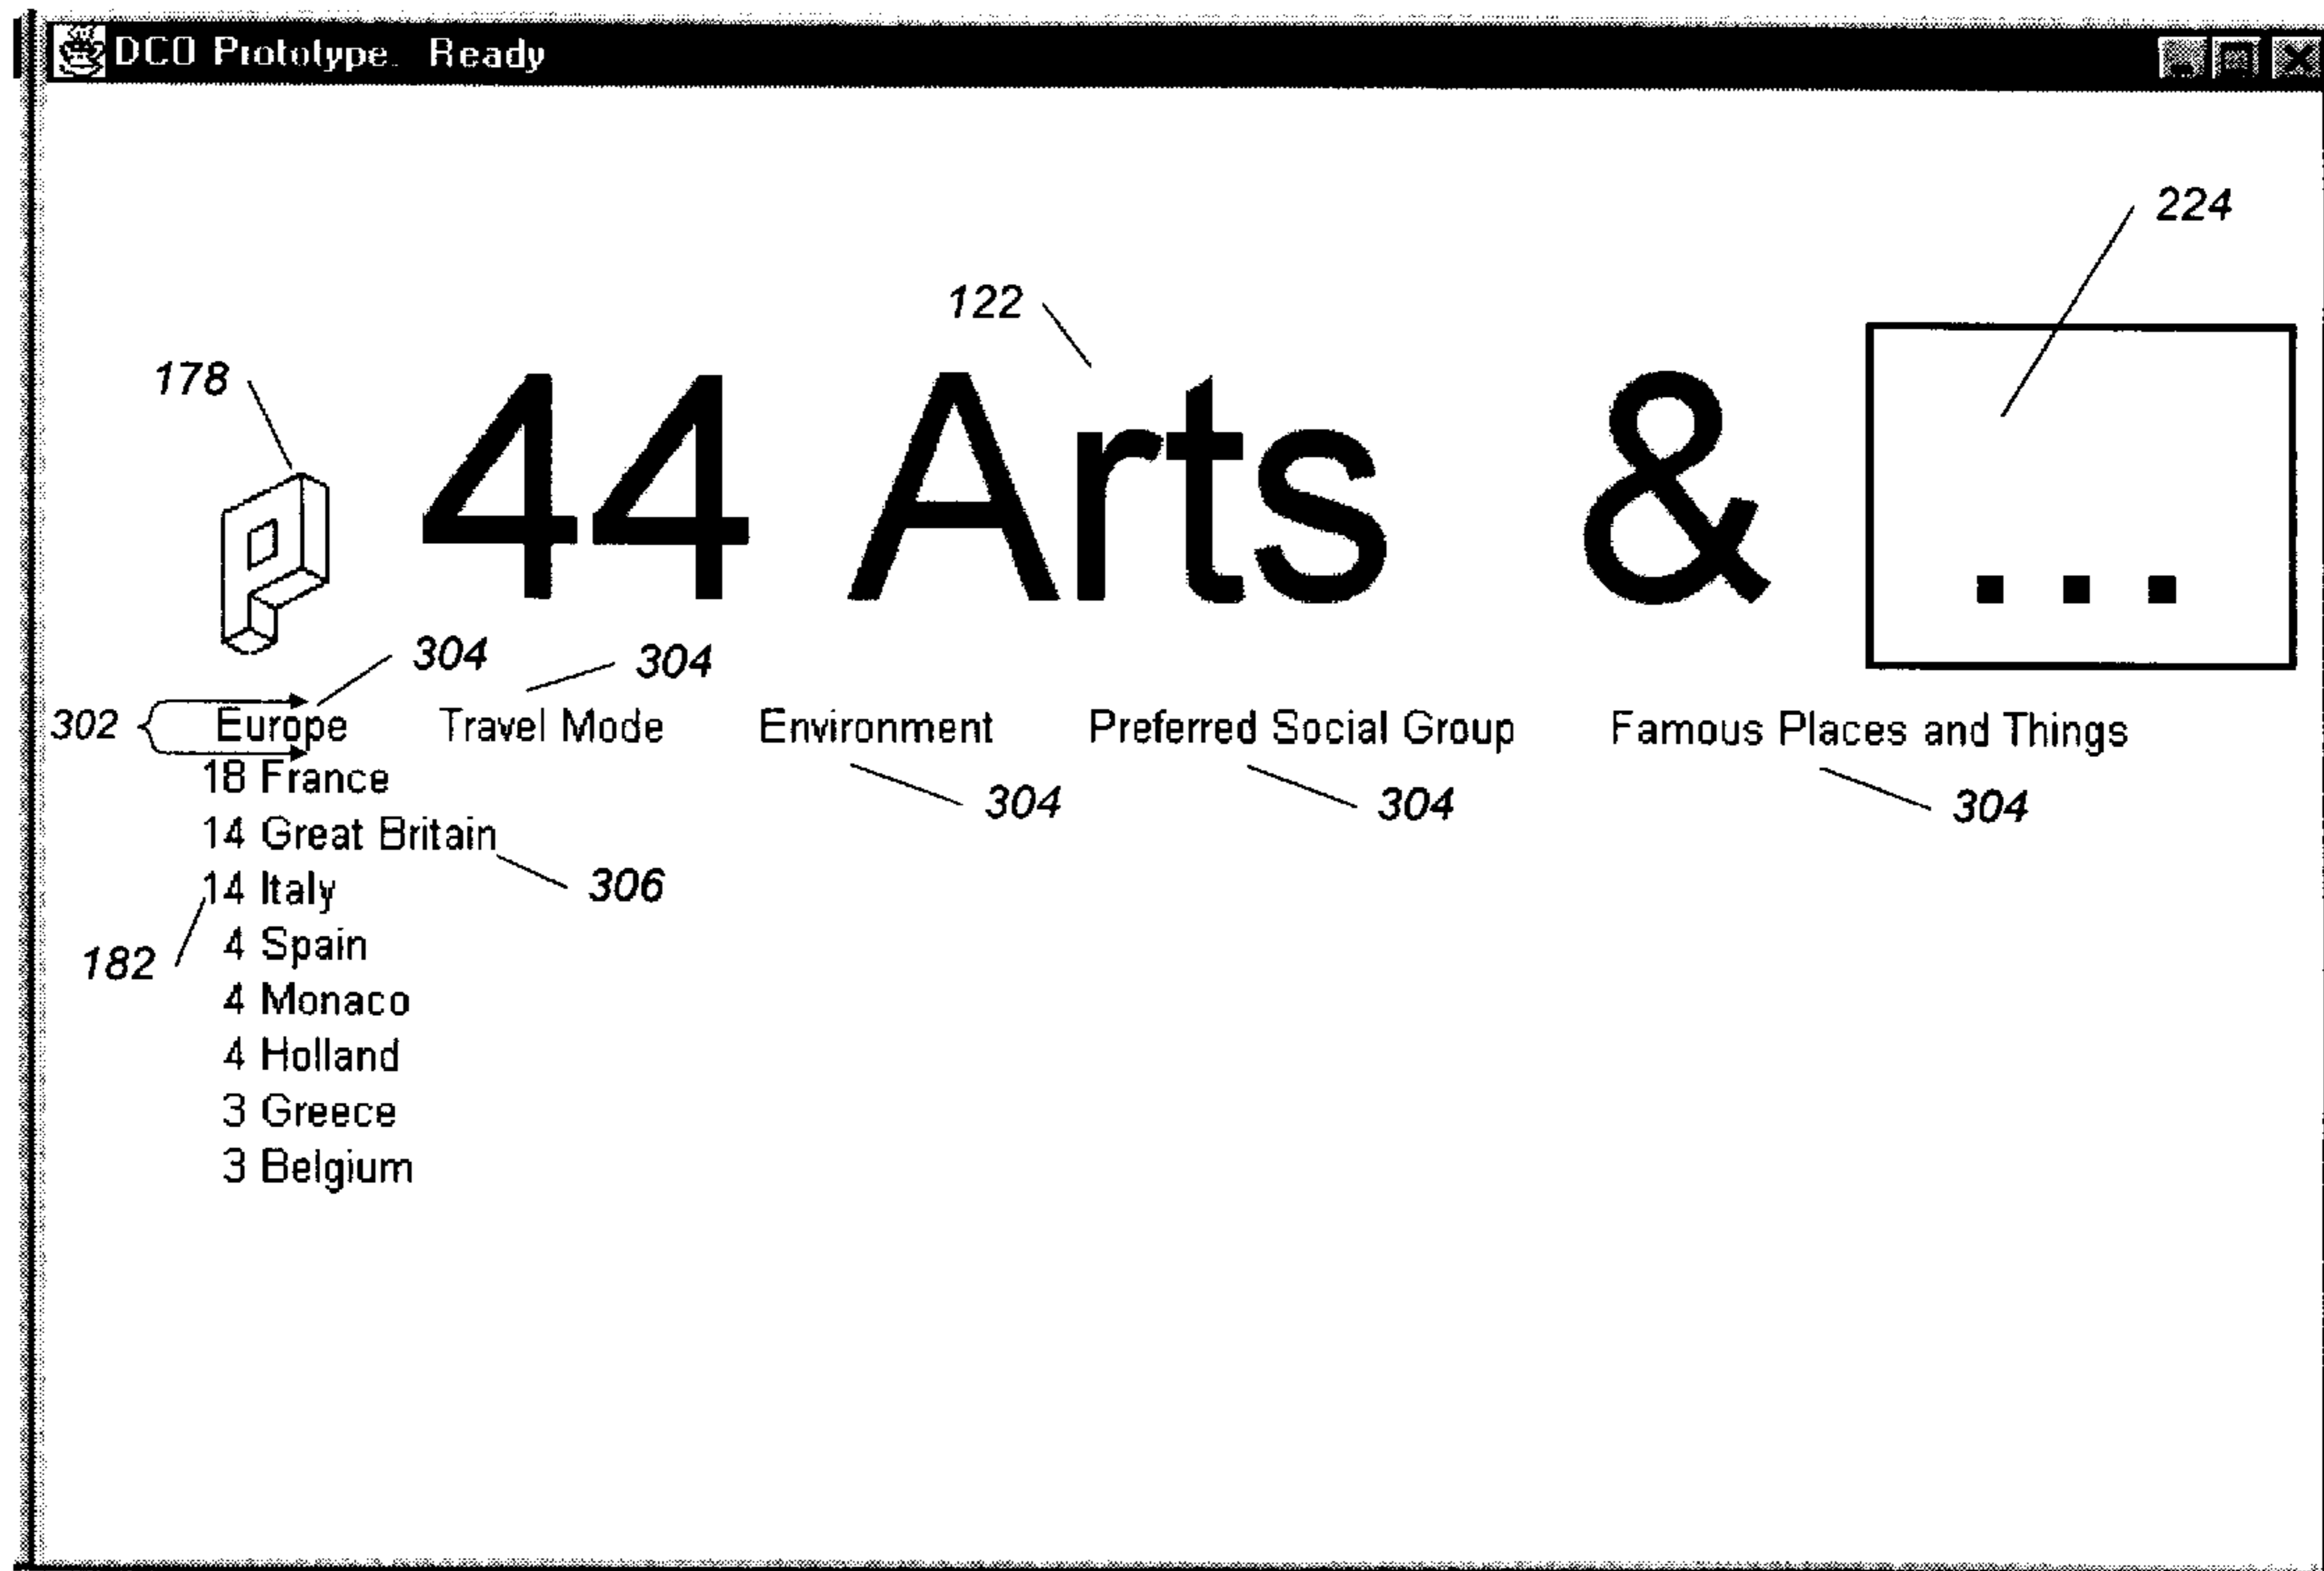 DCO Prototype. Ready
224
122
178
44 Arts & ...
304 304
302 Europe Travel Mode Environment Preferred Social Group Famous Places and Things
18 France
304 304 304
14 Great Britain
306
14 Italy
182
4 Spain
4 Monaco
4 Holland
3 Greece
3 Belgium